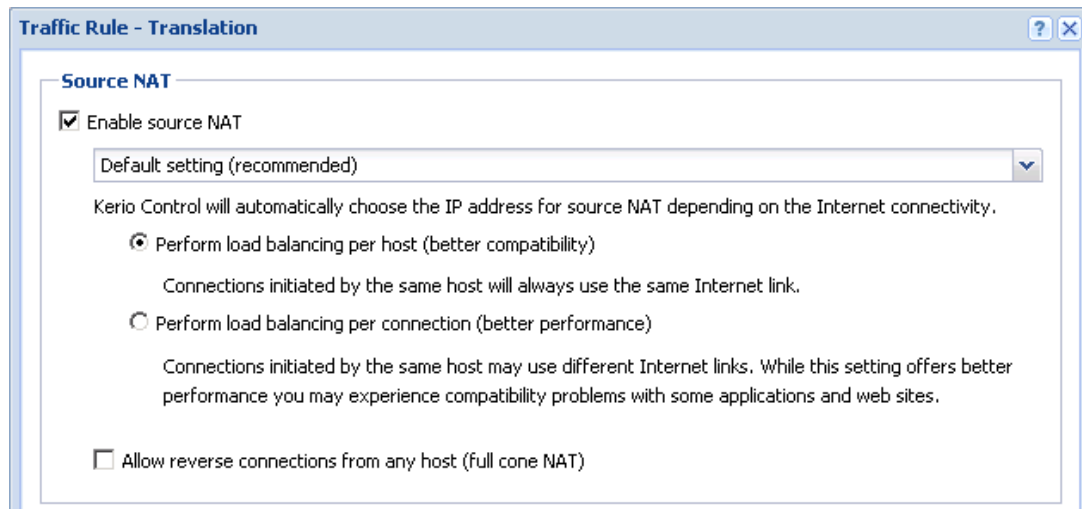 Traffic Rule - Translation
?
Source NAT
Enable source NAT
Default setting (recommended)
Kerio Control will automatically choose the IP address for source NAT depending on the Internet connectivity.
Perform load balancing per host (better compatibility)
Connections initiated by the same host will always use the same Internet link.
Perform load balancing per connection (better performance)
Connections initiated by the same host may use different Internet links. While this setting offers better
performance you may experience compatibility problems with some applications and web sites.
Allow reverse connections from any host (full cone NAT)